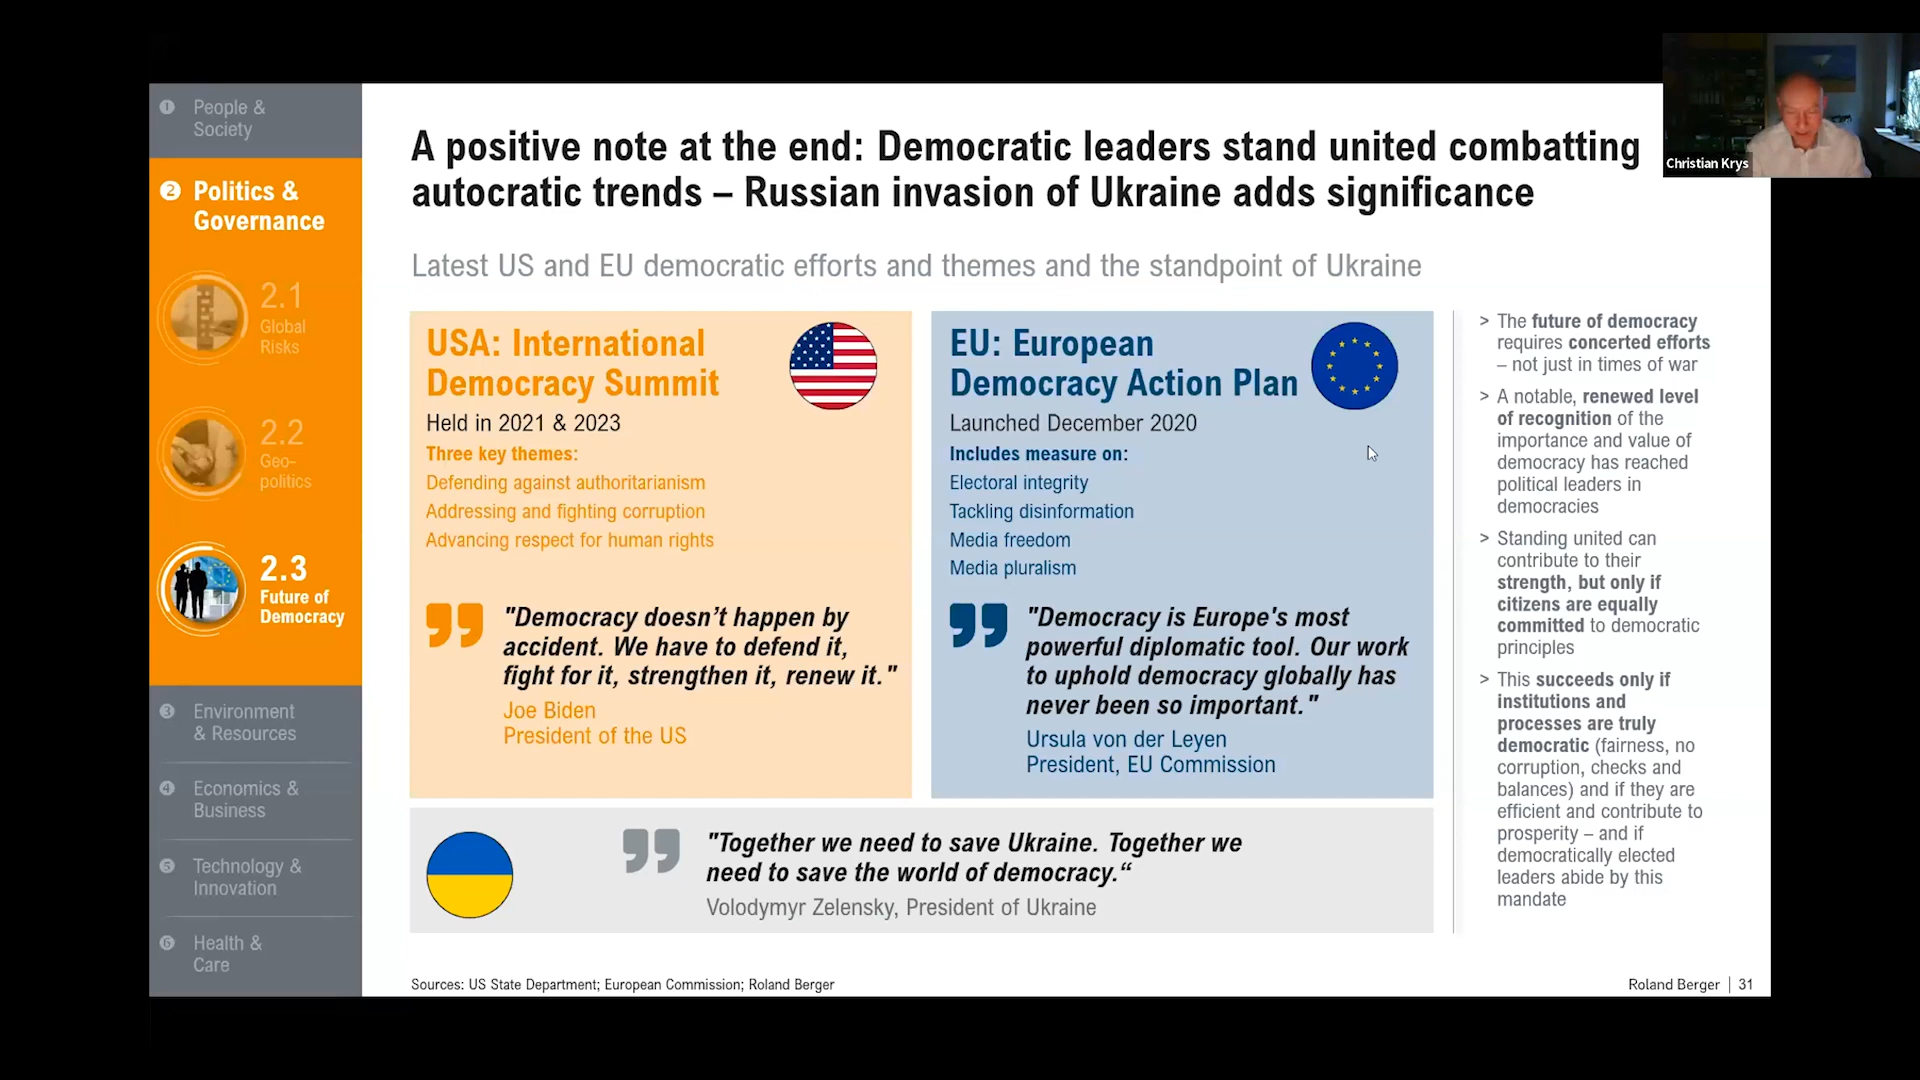 ❶ People &
Society
❷ Politics &
Governance
2.1
Global
Risks
2.2
Geo-
politics
2.3
Future of
Democracy
❸ Environment
& Resources
❹ Economics &
Business
❺ Technology &
Innovation
❻ Health &
Care
A positive note at the end: Democratic leaders stand united combatting
autocratic trends – Russian invasion of Ukraine adds significance
Christian Krys
Latest US and EU democratic efforts and themes and the standpoint of Ukraine
USA: International
Democracy Summit
Held in 2021 & 2023
Three key themes:
Defending against authoritarianism
Addressing and fighting corruption
Advancing respect for human rights
"Democracy doesn’t happen by
accident. We have to defend it,
fight for it, strengthen it, renew it."
Joe Biden
President of the US
EU: European
Democracy Action Plan
Launched December 2020
Includes measure on:
Electoral integrity
Tackling disinformation
Media freedom
Media pluralism
"Democracy is Europe's most
powerful diplomatic tool. Our work
to uphold democracy globally has
never been so important."
Ursula von der Leyen
President, EU Commission
"Together we need to save Ukraine. Together we
need to save the world of democracy.“
Volodymyr Zelensky, President of Ukraine
> The future of democracy
requires concerted efforts
– not just in times of war
> A notable, renewed level
of recognition of the
importance and value of
democracy has reached
political leaders in
democracies
> Standing united can
contribute to their
strength, but only if
citizens are equally
committed to democratic
principles
> This succeeds only if
institutions and
processes are truly
democratic (fairness, no
corruption, checks and
balances) and if they are
efficient and contribute to
prosperity – and if
democratically elected
leaders abide by this
mandate
Sources: US State Department; European Commission; Roland Berger
Roland Berger | 31